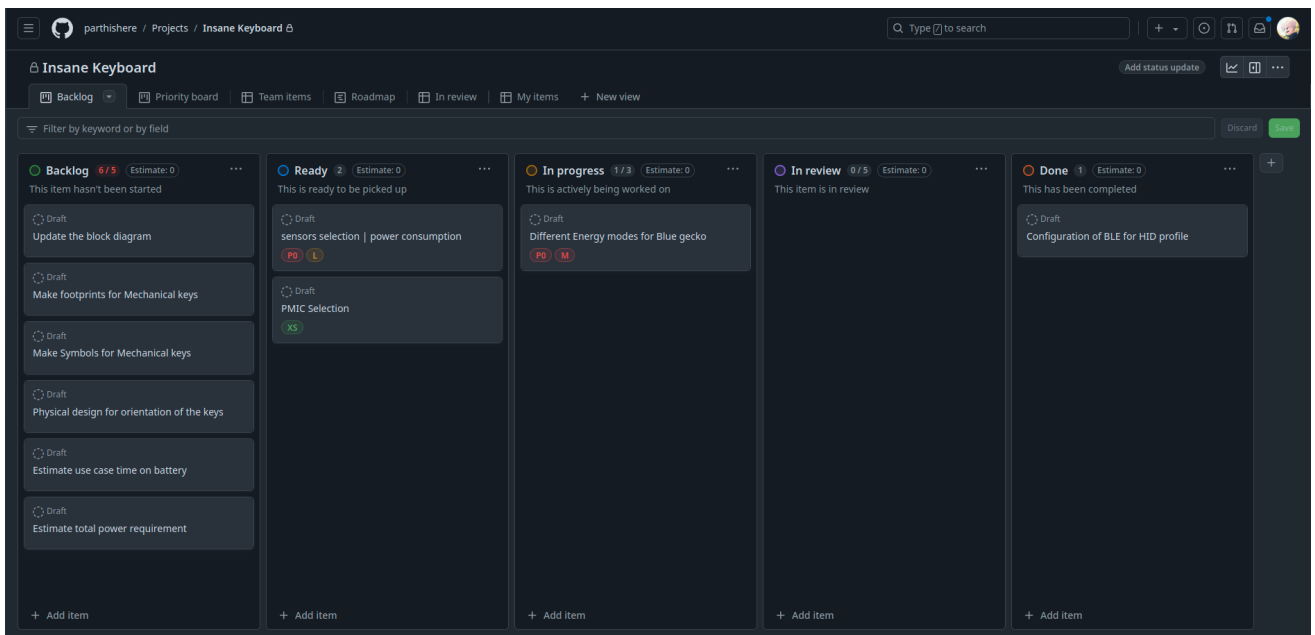 parthishere / Projects / Insane Keyboard
Type / to search
Insane Keyboard
Add status update
Backlog
Priority board
Team items
Roadmap
In review
My items
+ New view
Filter by keyword or by field
Discard
Save
Backlog 6 / 5 Estimate: 0
This item hasn't been started
Draft
Update the block diagram
Draft
Make footprints for Mechanical keys
Draft
Make Symbols for Mechanical keys
Draft
Physical design for orientation of the keys
Draft
Estimate use case time on battery
Draft
Estimate total power requirement
+ Add item
Ready 2 Estimate: 0
This is ready to be picked up
Draft
sensors selection | power consumption
P0 L
Draft
PMIC Selection
XS
+ Add item
In progress 1 / 3 Estimate: 0
This is actively being worked on
Draft
Different Energy modes for Blue gecko
P0 M
+ Add item
In review 0 / 5 Estimate: 0
This item is in review
+ Add item
Done 1 Estimate: 0
This has been completed
Draft
Configuration of BLE for HID profile
+ Add item